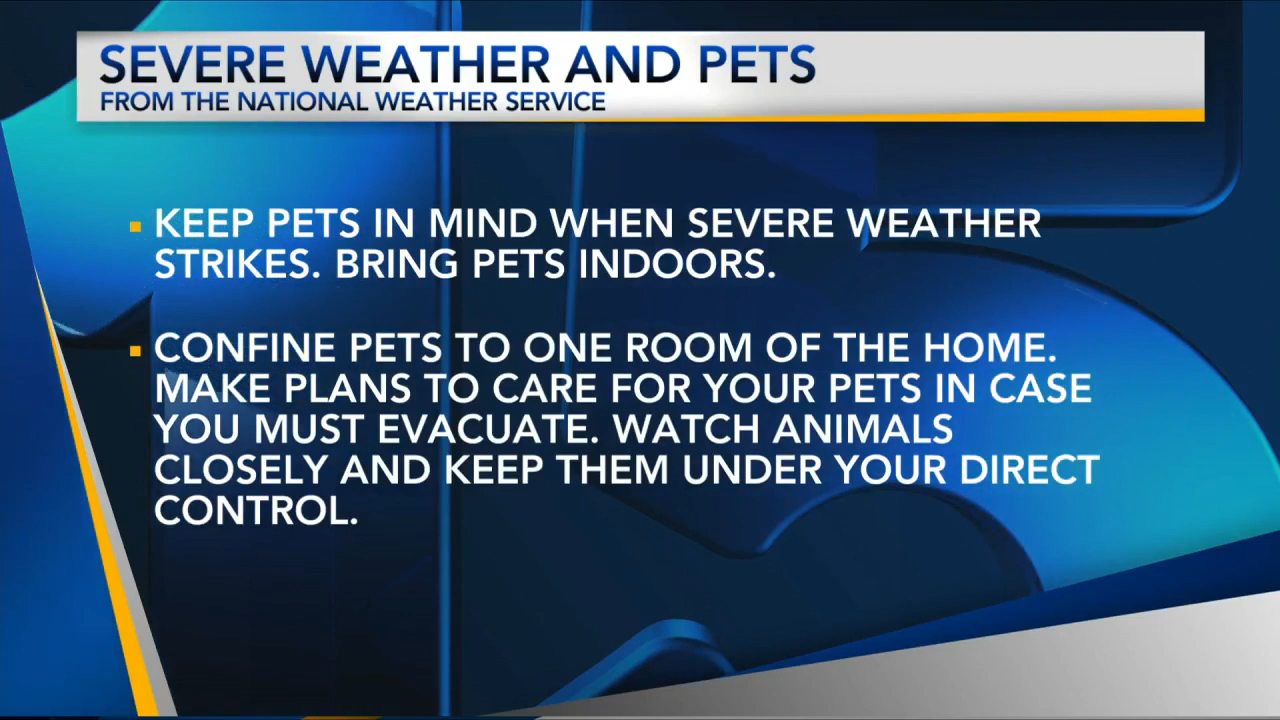 SEVERE WEATHER AND PETS
FROM THE NATIONAL WEATHER SERVICE
▪ KEEP PETS IN MIND WHEN SEVERE WEATHER
STRIKES. BRING PETS INDOORS.
▪ CONFINE PETS TO ONE ROOM OF THE HOME.
MAKE PLANS TO CARE FOR YOUR PETS IN CASE
YOU MUST EVACUATE. WATCH ANIMALS
CLOSELY AND KEEP THEM UNDER YOUR DIRECT
CONTROL.